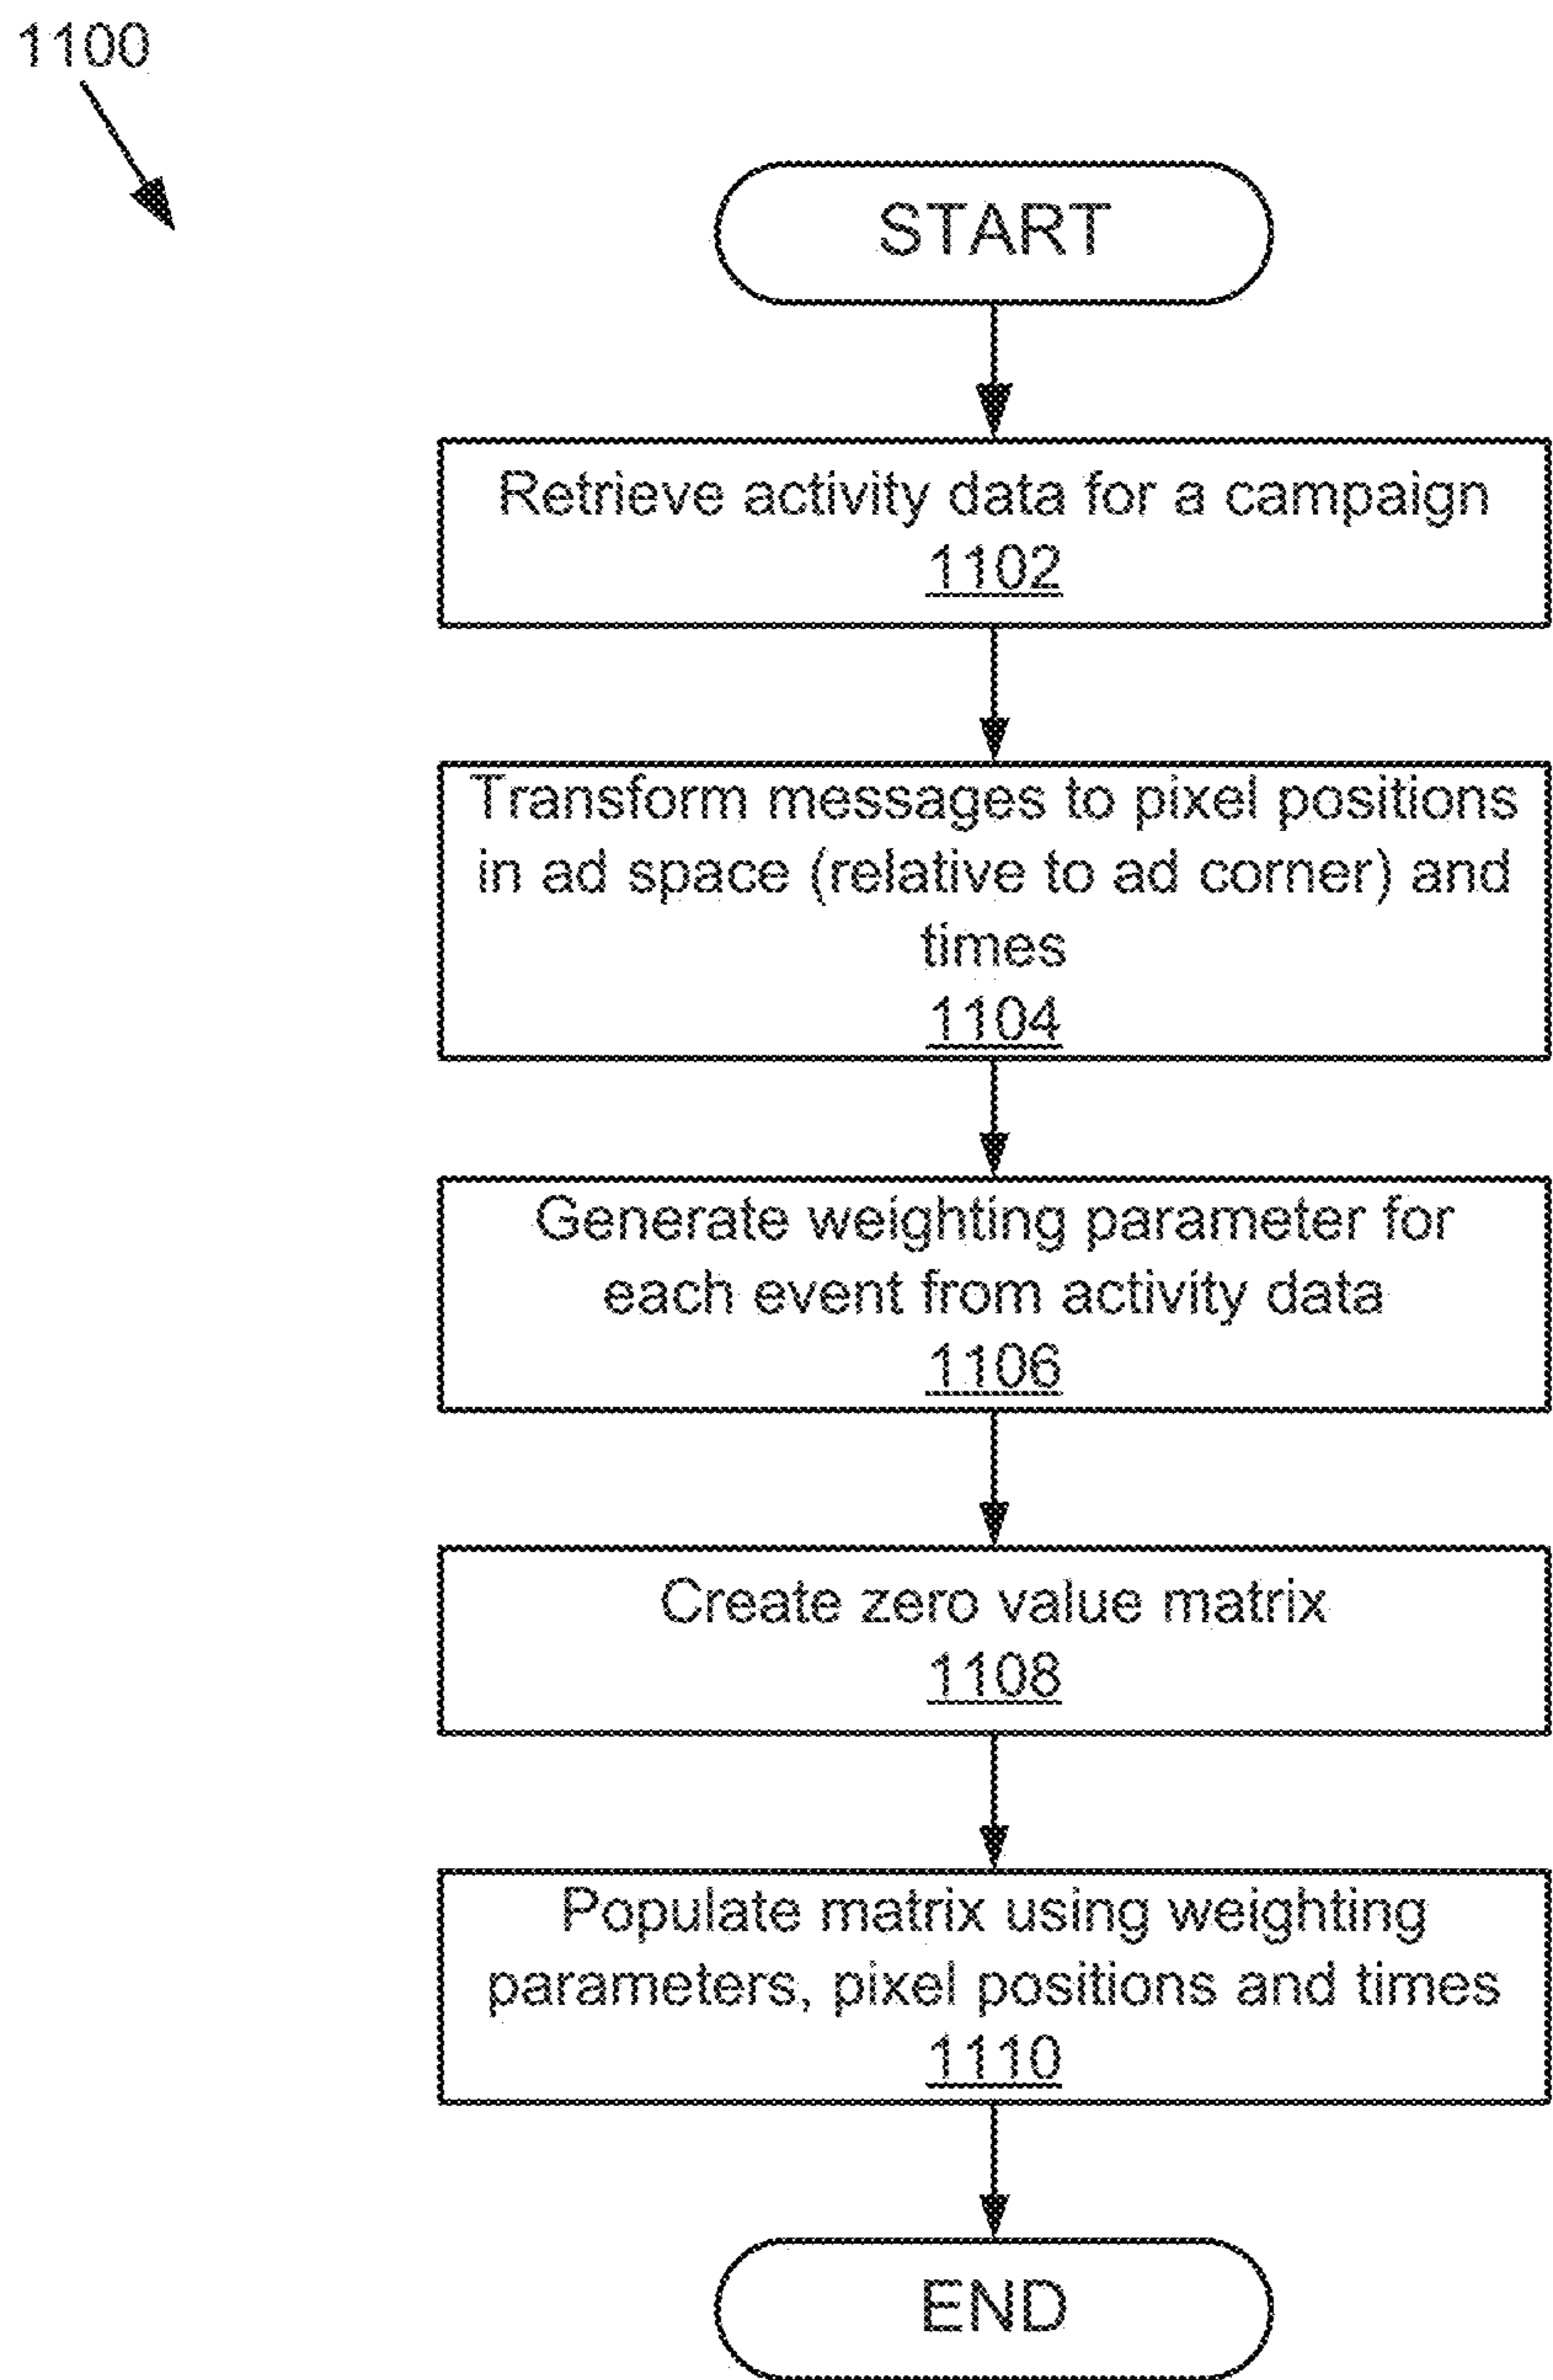 1100
START
Retrieve activity data for a campaign
1102
Transform messages to pixel positions
in ad space (relative to ad corner) and
times
1104
Generate weighting parameter for
each event from activity data
1106
Create zero value matrix
1108
Populate matrix using weighting
parameters, pixel positions and times
1110
END